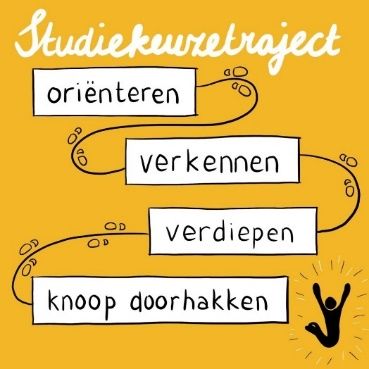 Studiekeuzetraject
oriënteren
verkennen
verdiepen
knoop doorhakken